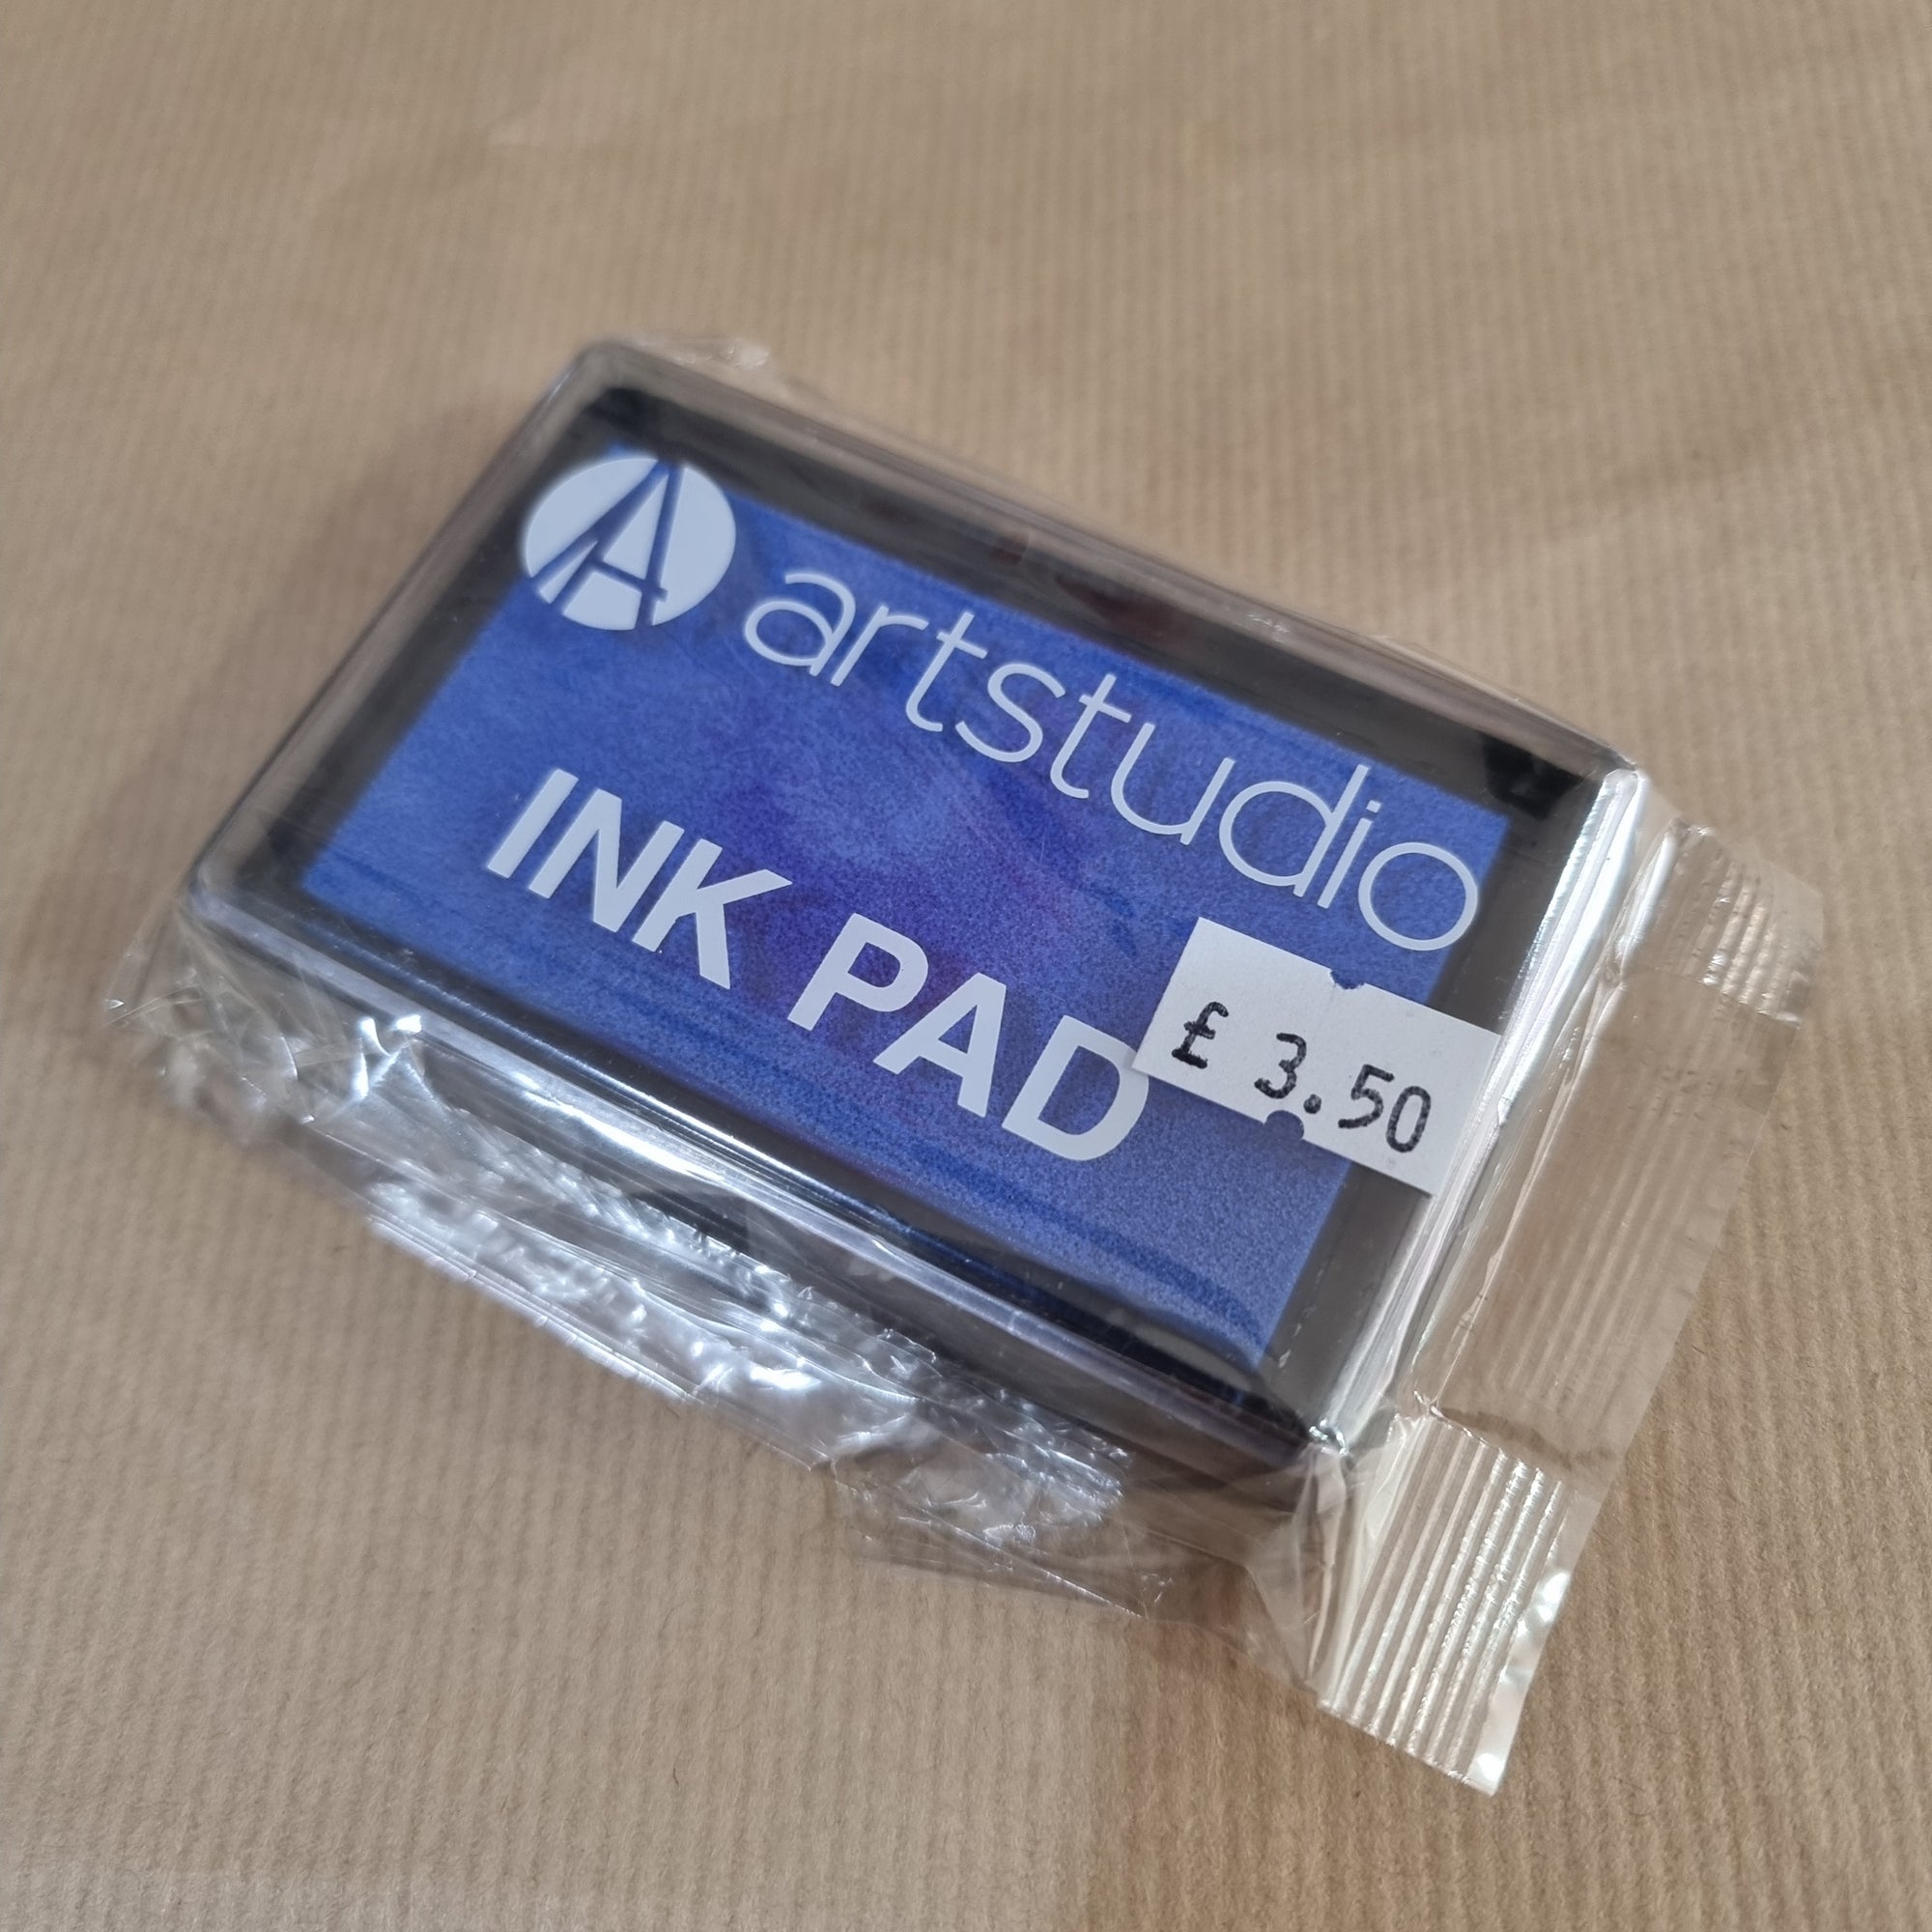 A artstudio
INK PAD
£ 3.50